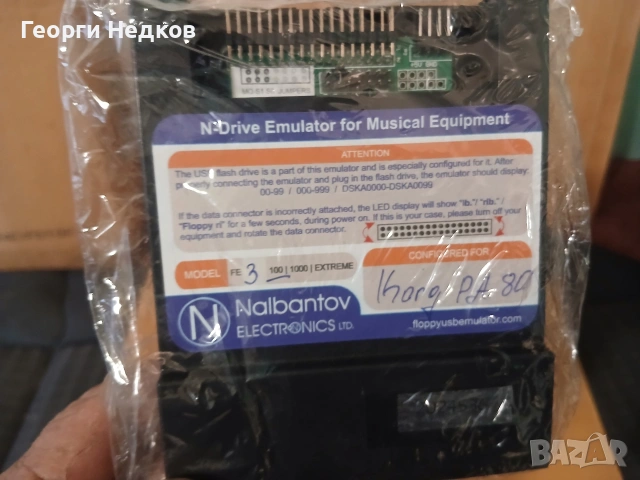 Георги Недков
+5V GND
N-Drive Emulator for Musical Equipment
ATTENTION
The USB flash drive is a part of this emulator and is especially configured for it. After
properly connecting the emulator and plug in the flash drive, the emulator should display:
00-99 / 000-999 / DSKA0000-DSKA0099
If the data connector is incorrectly attached, the LED display will show "lb."/ "rlb." /
"Floppy ri" for a few seconds, during power on. If this is your case, please turn off your
equipment and rotate the data connector.
MODEL FE 3 100 | 1000 | EXTREME
CONFIGURED FOR
Korg PA 80
N Nalbantov
ELECTRONICS LTD.
floppyusbemulator.com
BAZAR